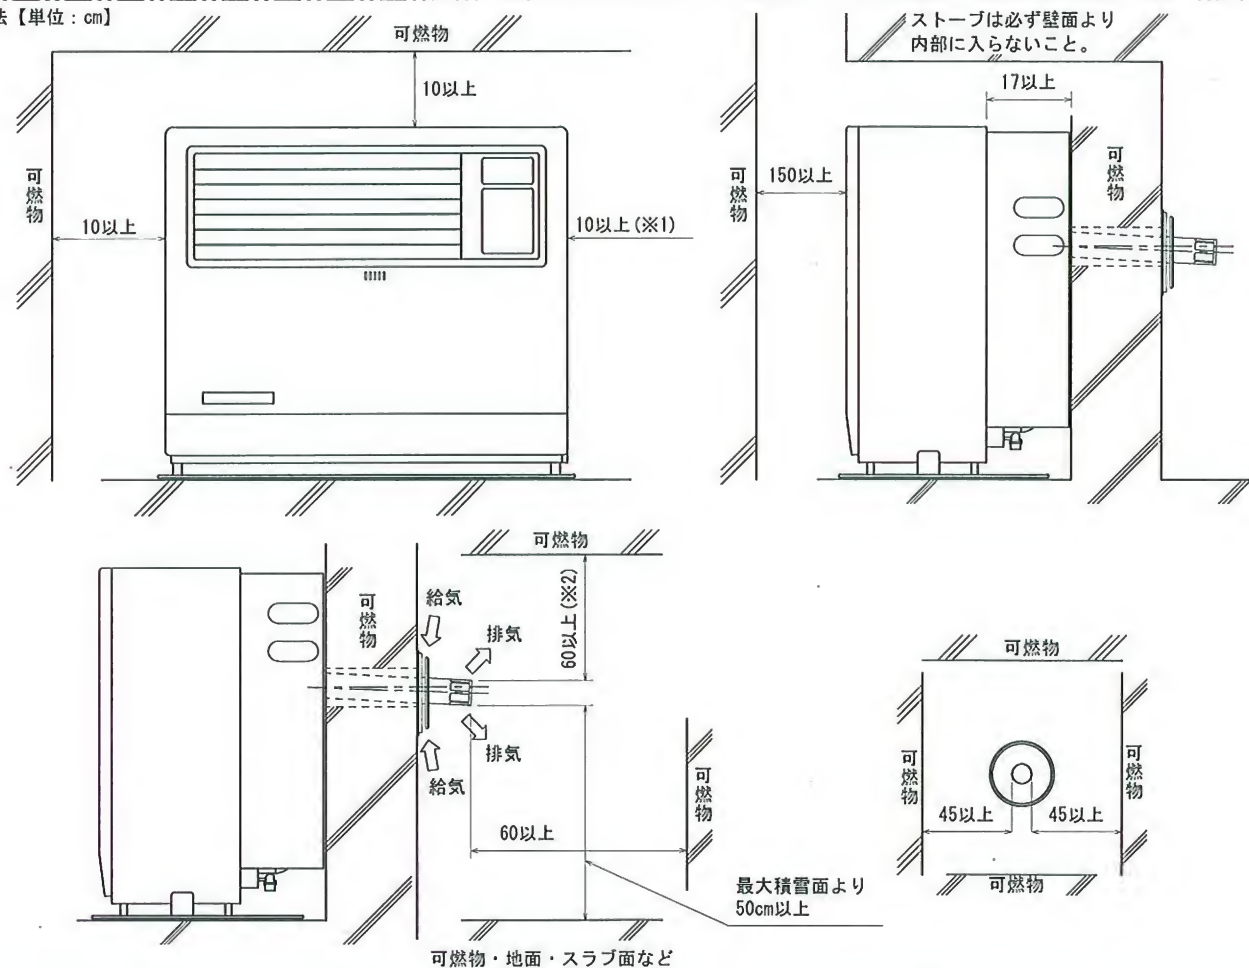 法【単位：cm】
可燃物
10以上
可燃物
10以上
10以上(※1)
ストーブは必ず壁面より
内部に入らないこと。
17以上
可燃物
150以上
可燃物
可燃物
60以上(※2)
可燃物
給気
排気
排気
給気
可燃物
60以上
最大積雪面より
50cm以上
可燃物・地面・スラブ面など
可燃物
可燃物
可燃物
45以上
45以上
可燃物